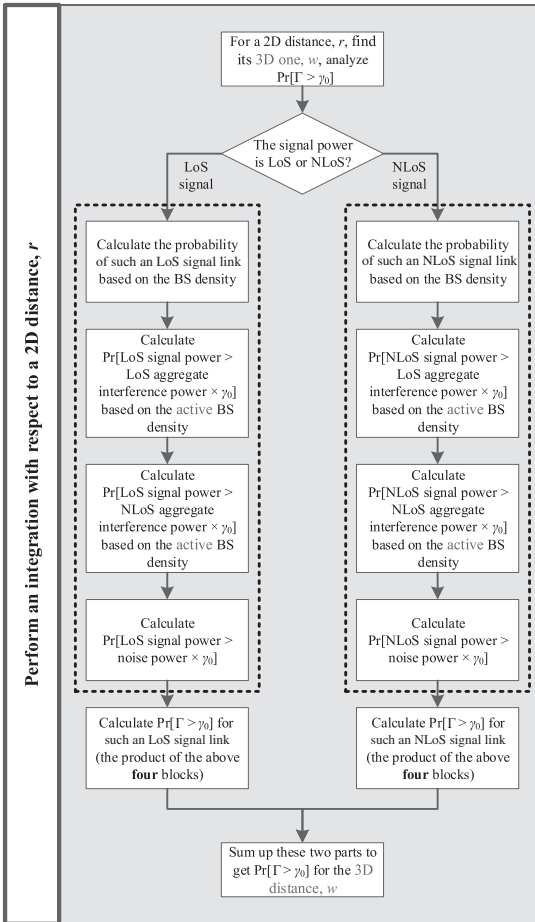 Perform an integration with respect to a 2D distance, r
For a 2D distance, r, find
its 3D one, w, analyze
Pr[Γ > γ0]
The signal power
is LoS or NLoS?
LoS
signal
NLoS
signal
Calculate the probability
of such an LoS signal link
based on the BS density
Calculate
Pr[LoS signal power >
LoS aggregate
interference power × γ0]
based on the active BS
density
Calculate
Pr[LoS signal power >
NLoS aggregate
interference power × γ0]
based on the active BS
density
Calculate
Pr[LoS signal power >
noise power × γ0]
Calculate Pr[Γ > γ0] for
such an LoS signal link
(the product of the above
four blocks)
Calculate the probability
of such an NLoS signal link
based on the BS density
Calculate
Pr[NLoS signal power >
LoS aggregate
interference power × γ0]
based on the active BS
density
Calculate
Pr[NLoS signal power >
NLoS aggregate
interference power × γ0]
based on the active BS
density
Calculate
Pr[NLoS signal power >
noise power × γ0]
Calculate Pr[Γ > γ0] for
such an NLoS signal link
(the product of the above
four blocks)
Sum up these two parts to
get Pr[Γ > γ0] for the 3D
distance, w